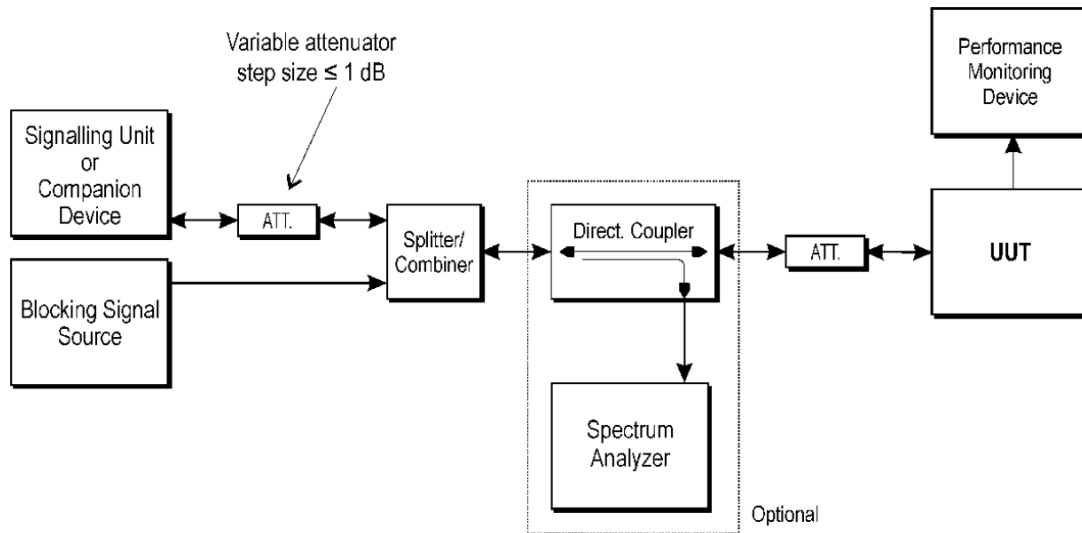 Variable attenuator
step size ≤ 1 dB
Performance
Monitoring
Device
Signalling Unit
or
Companion
Device
ATT.
Splitter/
Combiner
Direct. Coupler
ATT.
UUT
Blocking Signal
Source
Spectrum
Analyzer
Optional